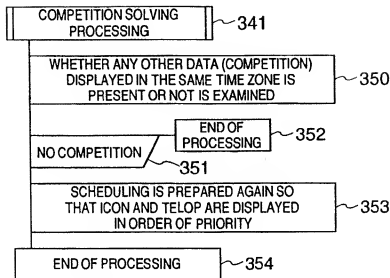 COMPETITION SOLVING
PROCESSING
341
WHETHER ANY OTHER DATA (COMPETITION)
DISPLAYED IN THE SAME TIME ZONE IS
PRESENT OR NOT IS EXAMINED
350
END OF
PROCESSING
352
NO COMPETITION
351
SCHEDULING IS PREPARED AGAIN SO
THAT ICON AND TELOP ARE DISPLAYED
IN ORDER OF PRIORITY
353
END OF PROCESSING
354